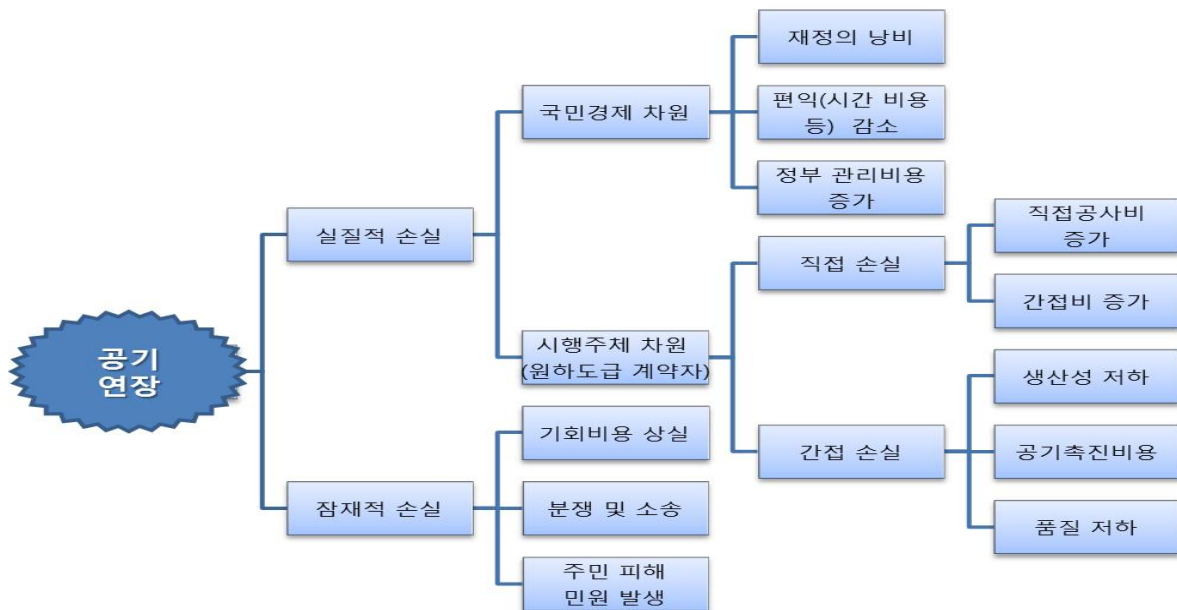 재정의 낭비
국민경제 차원
편익(시간 비용
등) 감소
정부 관리비용
증가
실질적 손실
직접공사비
증가
직접 손실
간접비 증가
시행주체 차원
(원하도급 계약자)
공기
연장
생산성 저하
기회비용 상실
간접 손실
공기촉진비용
잠재적 손실
분쟁 및 소송
품질 저하
주민 피해
민원 발생